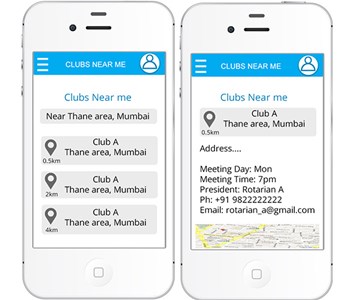 CLUBS NEAR ME
Clubs Near me
Near Thane area, Mumbai
Club A
Thane area, Mumbai
0.5km
Club A
Thane area, Mumbai
2km
Club A
Thane area, Mumbai
4km
CLUBS NEAR ME
Clubs Near me
Club A
Thane area, Mumbai
0.5km
Address....
Meeting Day: Mon
Meeting Time: 7pm
President: Rotarian A
Ph: +91 9822222222
Email: rotarian_a@gmail.com